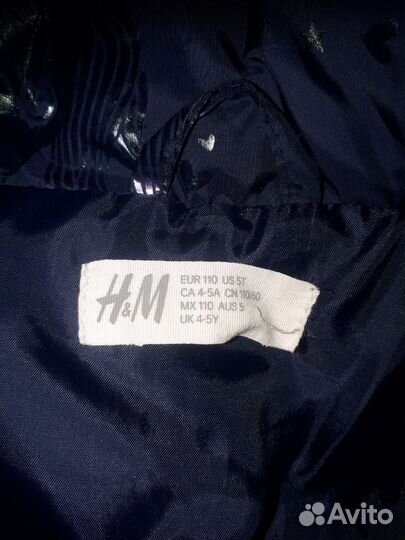 H&M
EUR 110 US 5T
CA 4-5A CN 110/60
MX 110 AUS 5
UK 4-5Y
Avito